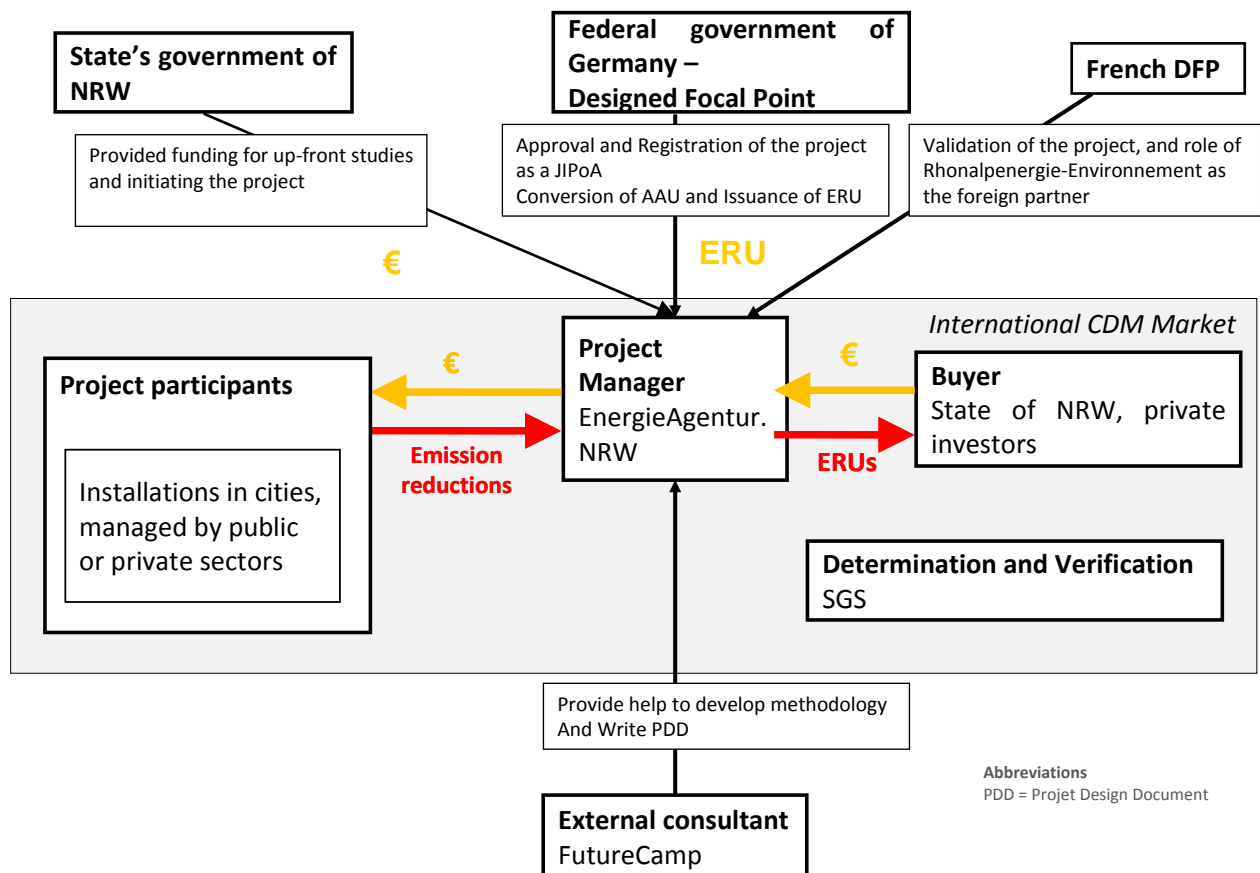 State's government of
NRW
Federal government of
Germany –
Designed Focal Point
French DFP
Provided funding for up-front studies
and initiating the project
Approval and Registration of the project
as a JIPoA
Conversion of AAU and Issuance of ERU
Validation of the project, and role of
Rhonalpenergie-Environnement as
the foreign partner
€
ERU
International CDM Market
Project participants
Installations in cities,
managed by public
or private sectors
€
Emission
reductions
Project
Manager
EnergieAgentur.
NRW
€
ERUs
Buyer
State of NRW, private
investors
Determination and Verification
SGS
Provide help to develop methodology
And Write PDD
Abbreviations
PDD = Projet Design Document
External consultant
FutureCamp